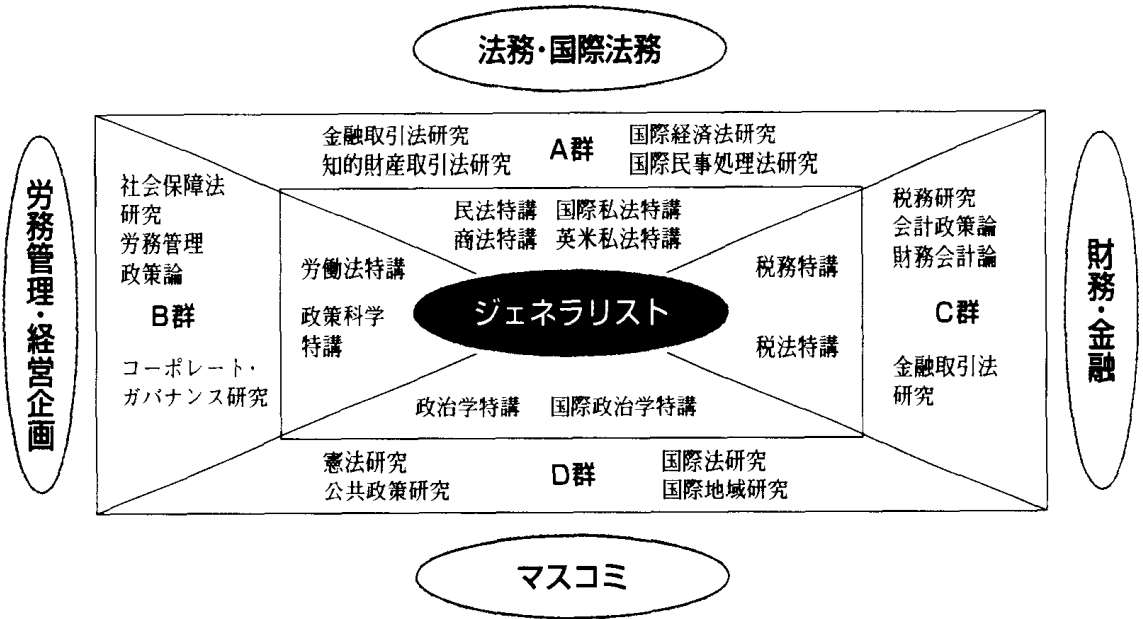 法務・国際法務
金融取引法研究
知的財産取引法研究
A群
国際経済法研究
国際民事処理法研究
労務管理・経営企画
社会保障法
研究
労務管理
政策論
B群
コーポレート・
ガバナンス研究
民法特講 国際私法特講
商法特講 英米私法特講
労働法特講
政策科学
特講
ジェネラリスト
税務特講
税法特講
政治学特講 国際政治学特講
税務研究
会計政策論
財務会計論
C群
金融取引法
研究
財務・金融
憲法研究
公共政策研究
D群
国際法研究
国際地域研究
マスコミ